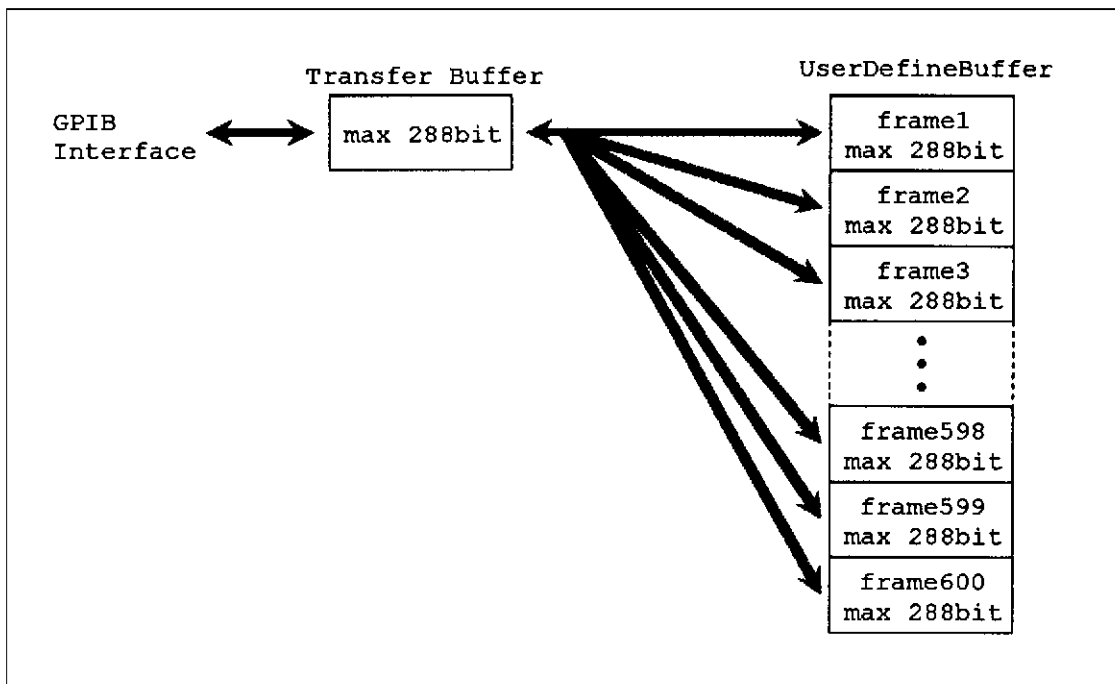 Transfer Buffer
UserDefineBuffer
GPIB
Interface
max 288bit
frame1
max 288bit
frame2
max 288bit
frame3
max 288bit
frame598
max 288bit
frame599
max 288bit
frame600
max 288bit